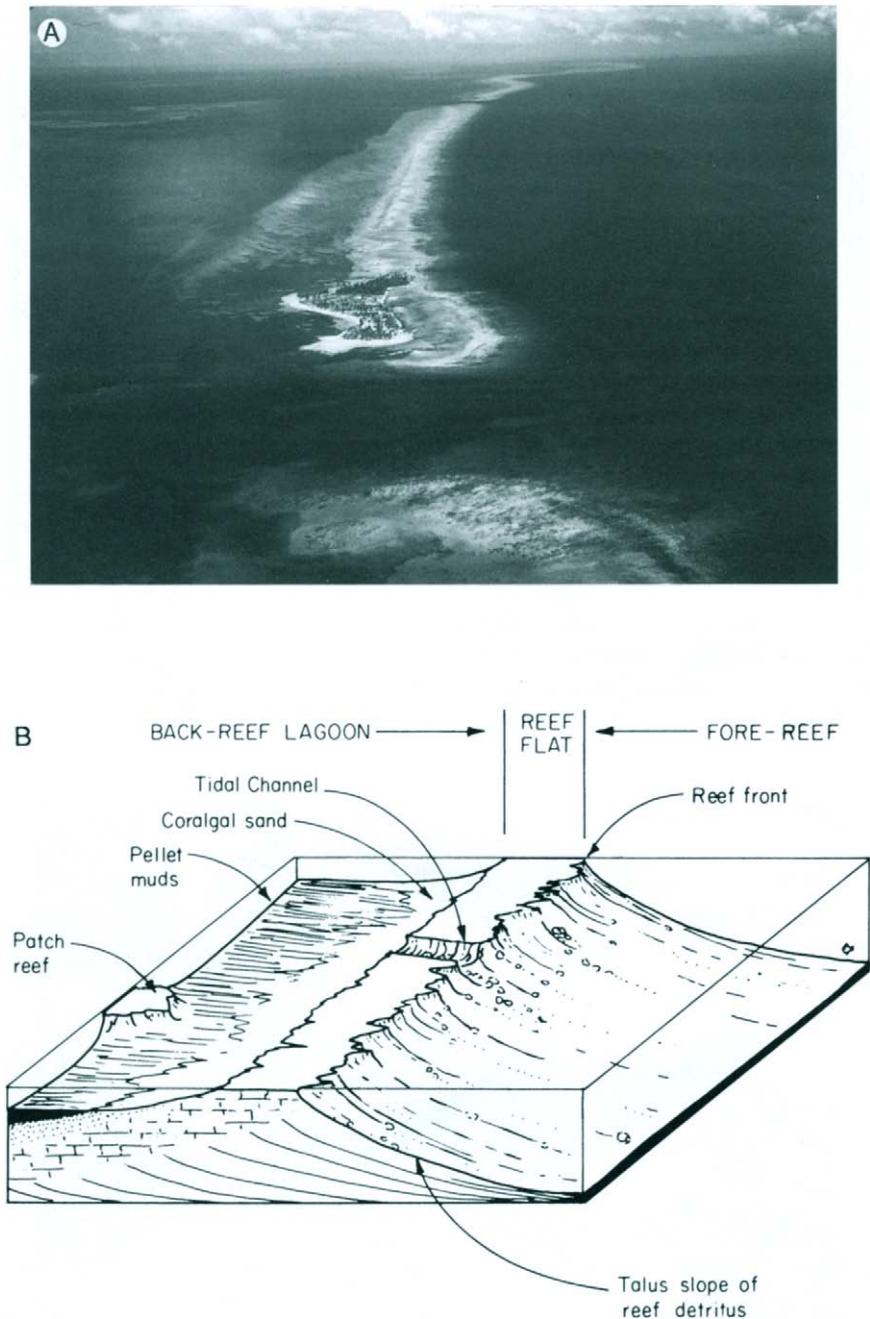 A
B
BACK-REEF LAGOON
REEF
FLAT
FORE-REEF
Tidal Channel
Coralgal sand
Pellet
muds
Patch
reef
Reef front
Talus slope of
reef detritus